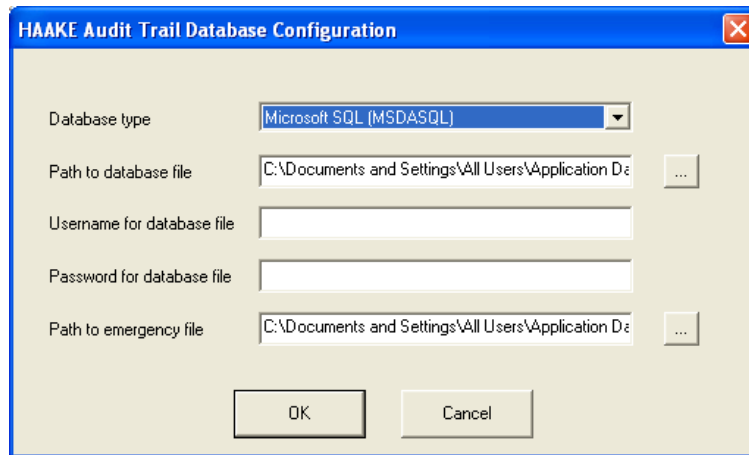 HAAKE Audit Trail Database Configuration
Database type
Microsoft SQL (MSDASQL)
Path to database file
C:\Documents and Settings\All Users\Application Da
...
Username for database file
Password for database file
Path to emergency file
C:\Documents and Settings\All Users\Application Da
...
OK
Cancel